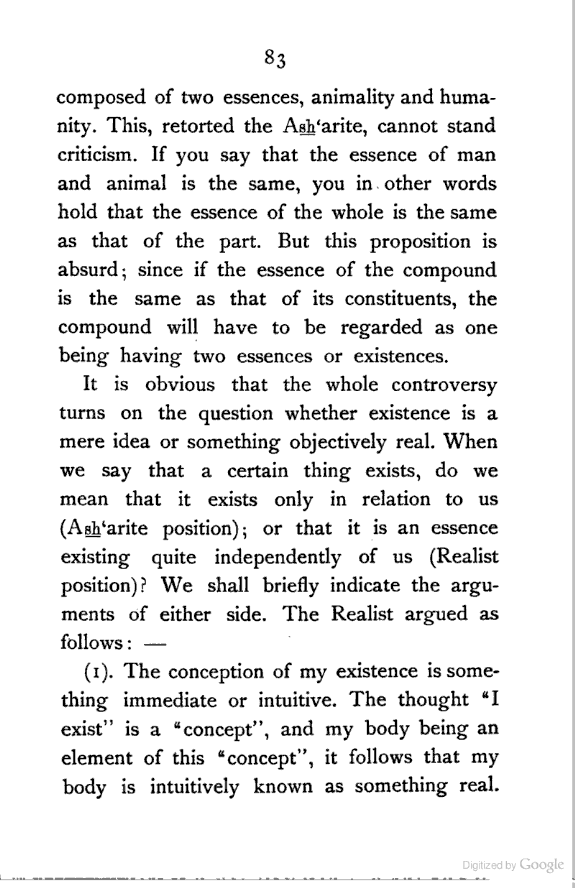 83
composed of two essences, animality and huma-
nity. This, retorted the Ash‘arite, cannot stand
criticism. If you say that the essence of man
and animal is the same, you in other words
hold that the essence of the whole is the same
as that of the part. But this proposition is
absurd; since if the essence of the compound
is the same as that of its constituents, the
compound will have to be regarded as one
being having two essences or existences.
It is obvious that the whole controversy
turns on the question whether existence is a
mere idea or something objectively real. When
we say that a certain thing exists, do we
mean that it exists only in relation to us
(Ash‘arite position); or that it is an essence
existing quite independently of us (Realist
position)? We shall briefly indicate the argu-
ments of either side. The Realist argued as
follows: —
(1). The conception of my existence is some-
thing immediate or intuitive. The thought “I
exist” is a “concept”, and my body being an
element of this “concept”, it follows that my
body is intuitively known as something real.
Digitized by Google